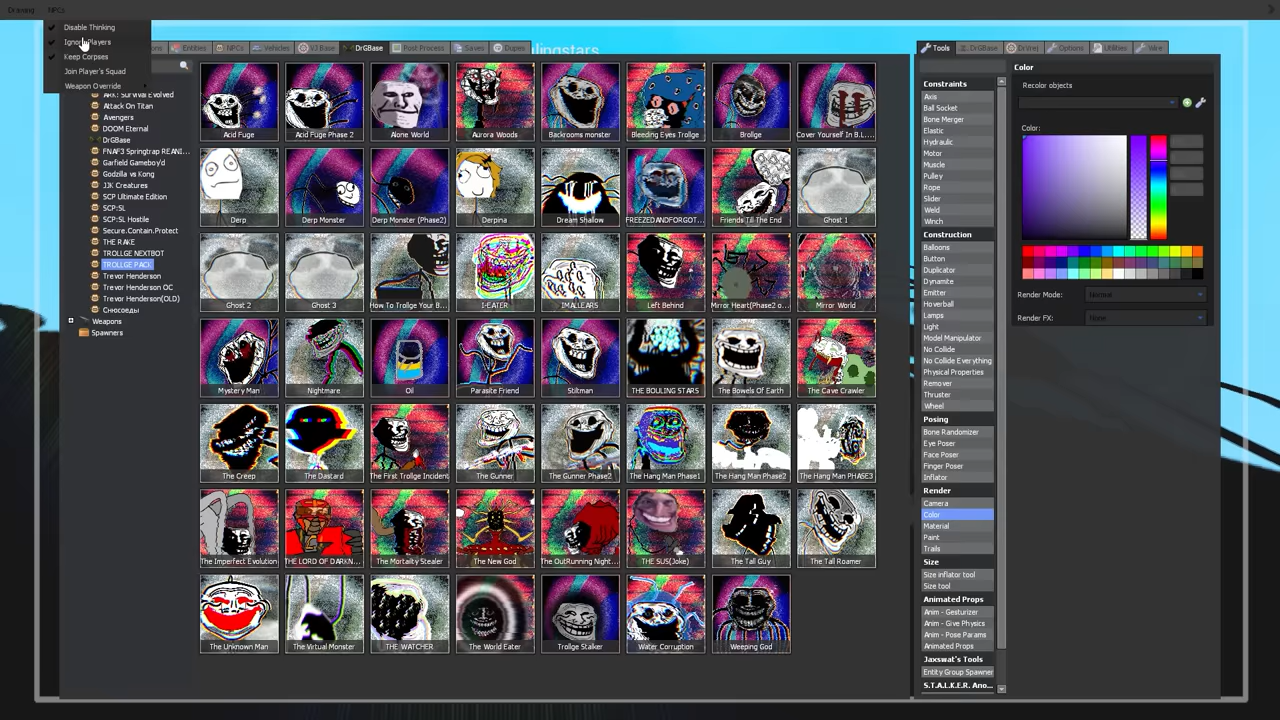 Drawing NPCs
Disable Thinking
Ignore Players
Keep Corpses
Join Player's Squad
Weapon Override
Entities NPCs Vehicles VJ Base DrGBase Post Process Saves Dupes
ARK: Survival Evolved
Attack On Titan
Avengers
DOOM Eternal
DrGBase
FNAF3 Springtrap REANI...
Garfield Gameboy'd
Godzilla vs Kong
JJK Creatures
SCP Ultimate Edition
SCP:SL
SCP:SL Hostile
Secure.Contain.Protect
THE RAKE
TROLLGE NEXTBOT
TROLLGE PACK
Trevor Henderson
Trevor Henderson OC
Trevor Henderson(OLD)
Сносоеды
Weapons
Spawners
Acid Fuge Acid Fuge Phase 2 Alone World Aurora Woods Backrooms monster Bleeding Eyes Trollge Brollge Cover Yourself In B.L...
Derp Derp Monster Derp Monster (Phase2) Derpina Dream Shallow FREEZEDANDFORGOT... Friends Till The End Ghost 1
Ghost 2 Ghost 3 How To Trollge Your B... I-EATER IMALLEARS Left Behind Mirror Heart(Phase2 o... Mirror World
Mystery Man Nightmare Oil Parasite Friend Stiltman THE BOULING STARS The Bowels Of Earth The Cave Crawler
The Creep The Dastard The First Trollge Incident The Gunner The Gunner Phase2 The Hang Man Phase1 The Hang Man Phase2 The Hang Man PHASE3
The Imperfect Evolution THE LORD OF DARKN... The Mortality Stealer The New God The OutRunning Night... THE SUS(Joke) The Tall Guy The Tall Roamer
The Unknown Man The Virtual Monster THE WATCHER The World Eater Trollge Stalker Water Corruption Weeping God
Tools DrGBase DrVrej Options Utilities Wire
Constraints
Axis
Ball Socket
Bone Merger
Elastic
Hydraulic
Motor
Muscle
Pulley
Rope
Slider
Weld
Winch
Construction
Balloons
Button
Duplicator
Dynamite
Emitter
Hoverball
Lamps
Light
Model Manipulator
No Collide
No Collide Everything
Physical Properties
Remover
Thruster
Wheel
Posing
Bone Randomizer
Eye Poser
Face Poser
Finger Poser
Inflator
Render
Camera
Color
Material
Paint
Trails
Size
Size inflator tool
Size tool
Animated Props
Anim - Gesturizer
Anim - Give Physics
Anim - Pose Params
Animated Props
Jaxswat's Tools
Entity Group Spawner
S.T.A.L.K.E.R. Ano...
Color
Recolor objects
Color:
Render Mode: Normal
Render FX: None